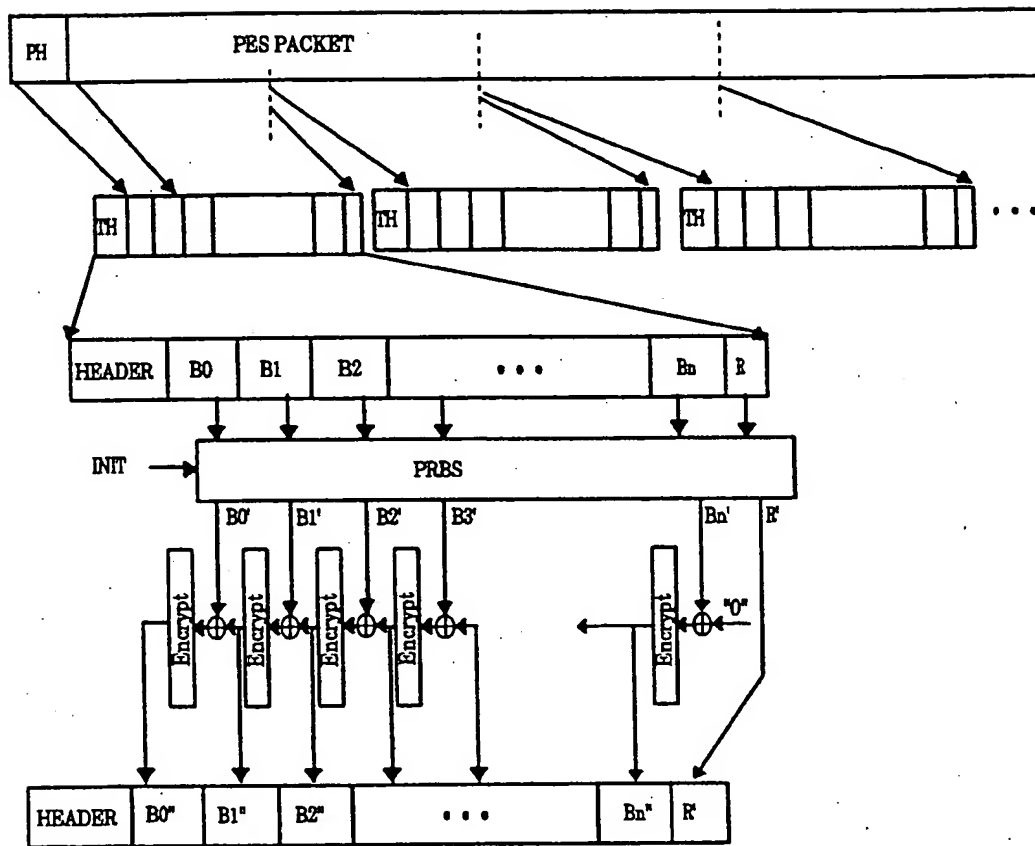 PH PES PACKET
TH TH TH • • •
HEADER B0 B1 B2 • • • Bn R
INIT PRBS
B0' B1' B2' B3' Bn' R'
Encrypt Encrypt Encrypt Encrypt Encrypt "0"
HEADER B0" B1" B2" • • • Bn" R'